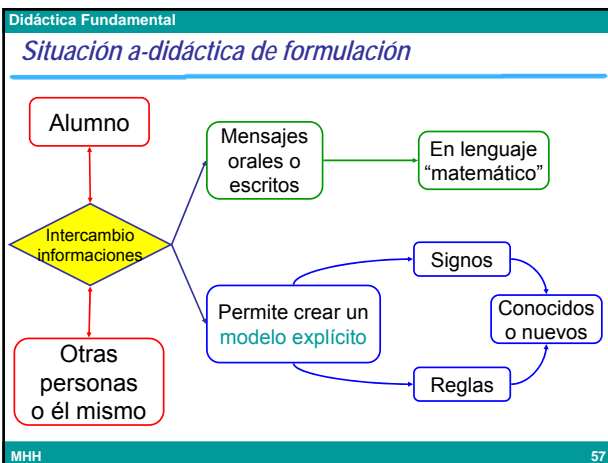 Didáctica Fundamental
Situación a-didáctica de formulación
Alumno
Intercambio
informaciones
Otras
personas
o él mismo
Mensajes
orales o
escritos
En lenguaje
“matemático”
Permite crear un
modelo explícito
Signos
Reglas
Conocidos
o nuevos
MHH
57